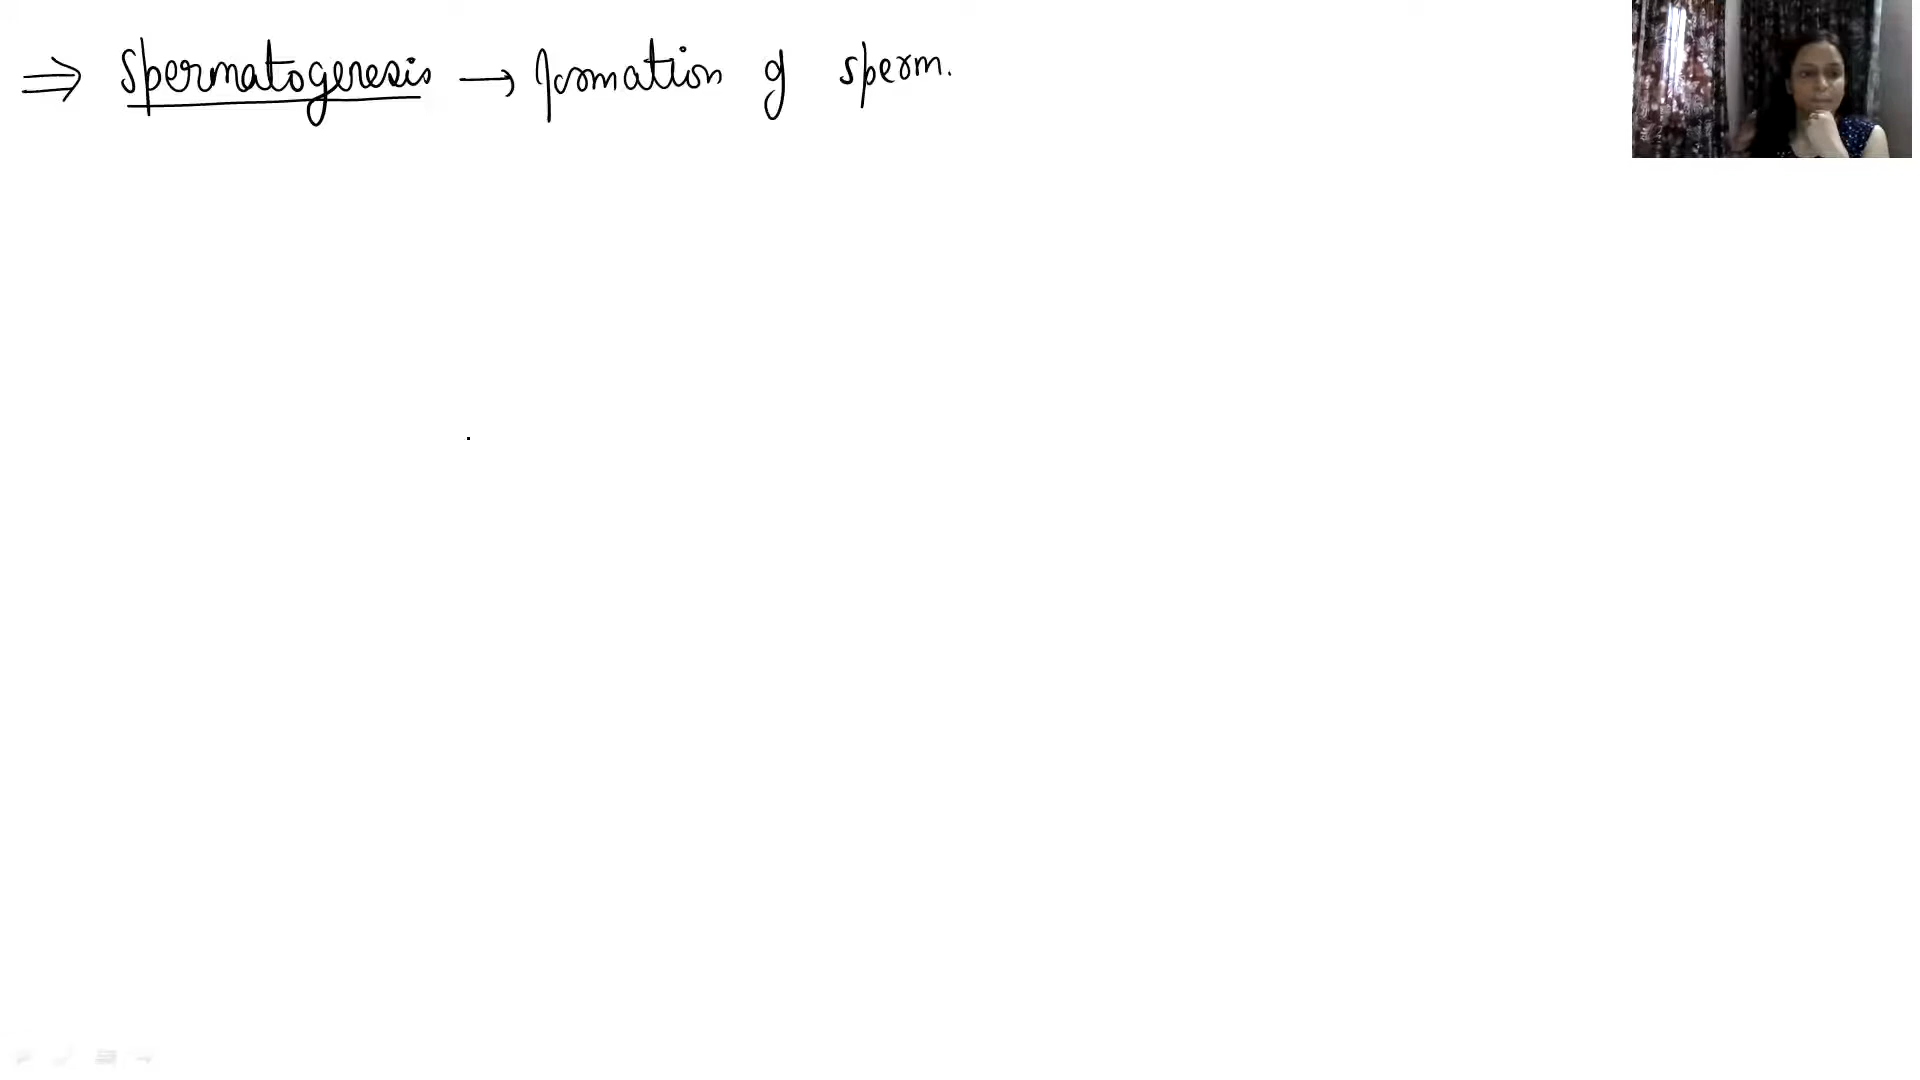 ⇒ Spermatogenesis → formation of sperm.